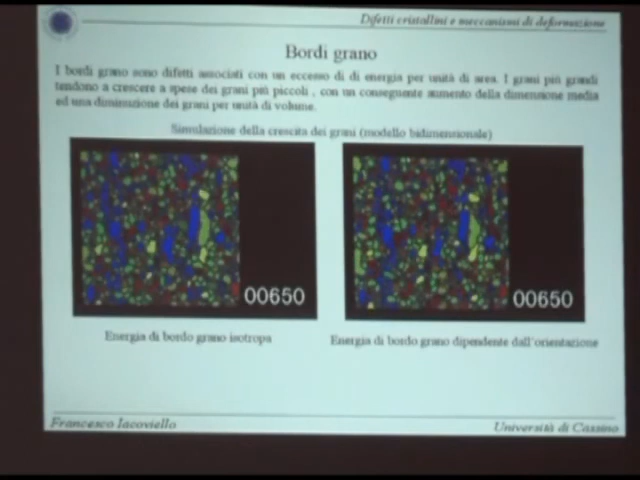 Difetti cristallini e meccanismi di deformazione
Bordi grano
I bordi grano sono difetti associati con un eccesso di di energia per unità di area. I grani più grandi
tendono a crescere a spese dei grani più piccoli , con un conseguente aumento della dimensione media
ed una diminuzione dei grani per unità di volume.
Simulazione della crescita dei grani (modello bidimensionale)
00650
00650
Energia di bordo grano isotropa
Energia di bordo grano dipendente dall'orientazione
Francesco Iacoviello
Università di Cassino